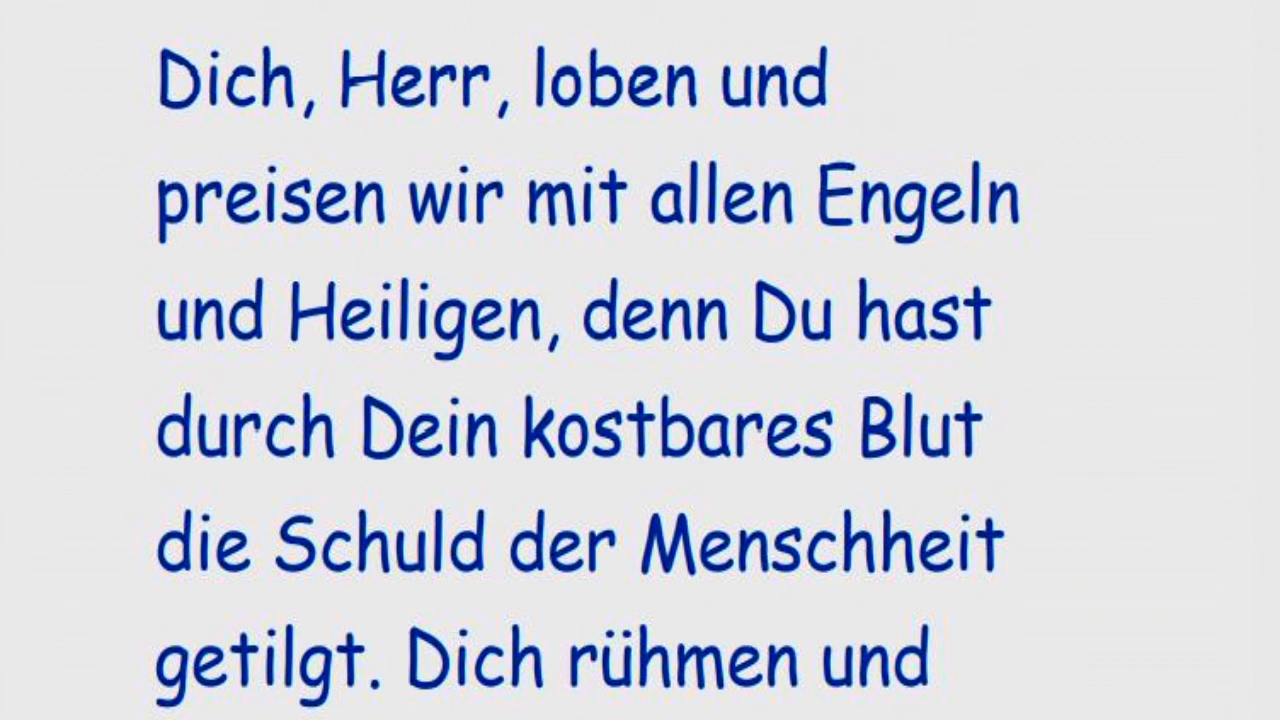 Dich, Herr, loben und
preisen wir mit allen Engeln
und Heiligen, denn Du hast
durch Dein kostbares Blut
die Schuld der Menschheit
getilgt. Dich rühmen und